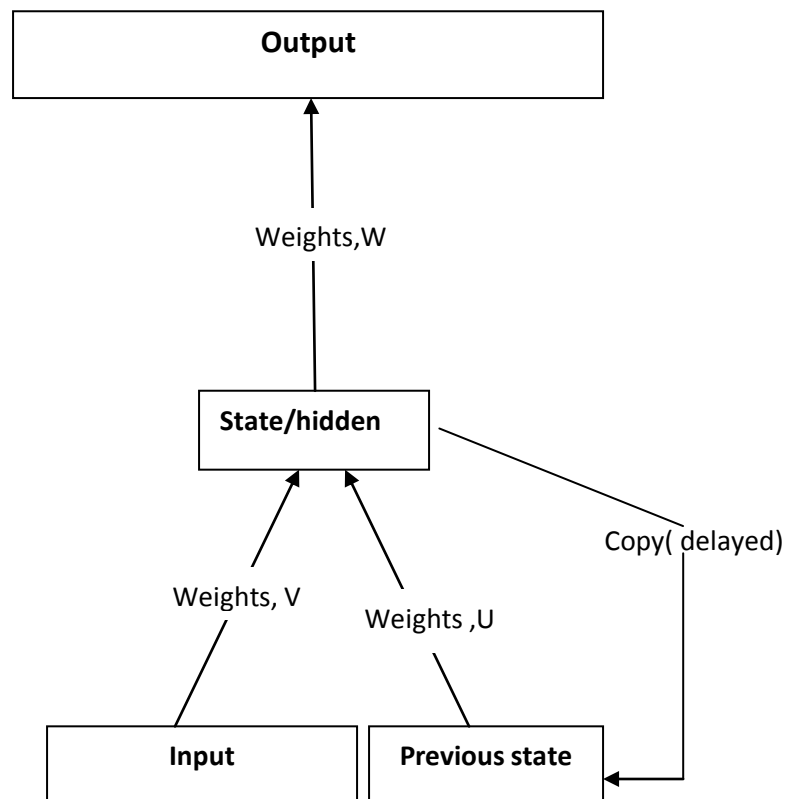 Output
Weights,W
State/hidden
Copy( delayed)
Weights, V
Weights ,U
Input
Previous state